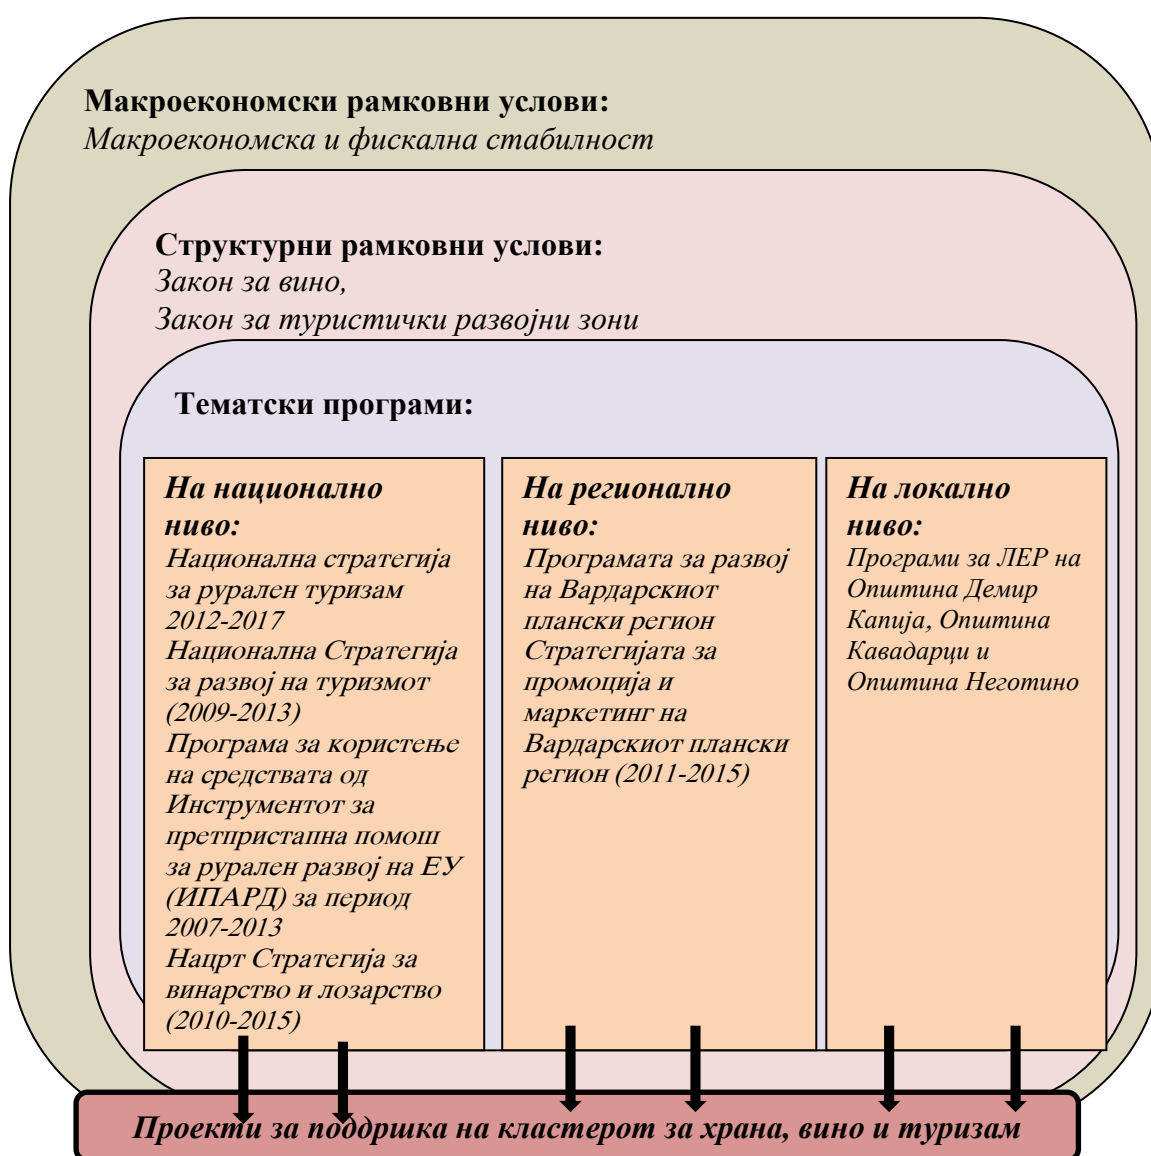 Макроекономски рамковни услови:
Макроекономска и фискална стабилност
Структурни рамковни услови:
Закон за вино,
Закон за туристички развојни зони
Тематски програми:
На национално
ниво:
Национална стратегија
за рурален туризам
2012-2017
Национална Стратегија
за развој на туризмот
(2009-2013)
Програма за користење
на средствата од
Инструментот за
претпристапна помош
за рурален развој на ЕУ
(ИПАРД) за период
2007-2013
Нацрт Стратегија за
винарство и лозарство
(2010-2015)
На регионално
ниво:
Програмата за развој
на Вардарскиот
плански регион
Стратегијата за
промоција и
маркетинг на
Вардарскиот плански
регион (2011-2015)
На локално
ниво:
Програми за ЛЕР на
Општина Демир
Капија, Општина
Кавадарци и
Општина Неготино
Проекти за поддршка на кластерот за храна, вино и туризам